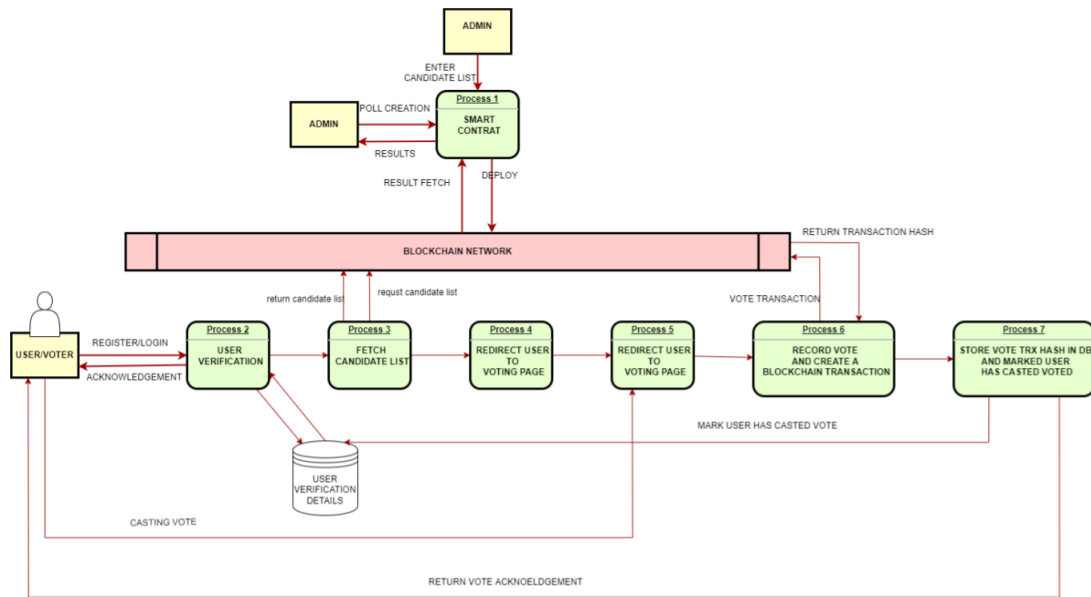 ADMIN
ENTER
CANDIDATE LIST
Process 1
SMART
CONTRAT
POLL CREATION
ADMIN
RESULTS
RESULT FETCH
DEPLOY
BLOCKCHAIN NETWORK
RETURN TRANSACTION HASH
return candidate list
requst candidate list
VOTE TRANSACTION
USER/VOTER
REGISTER/LOGIN
ACKNOWLEDGEMENT
Process 2
USER
VERIFICATIION
Process 3
FETCH
CANDIDATE LIST
Process 4
REDIRECT USER
TO
VOTING PAGE
Process 5
REDIRECT USER
TO
VOTING PAGE
Process 6
RECORD VOTE
AND CREATE A
BLOCKCHAIN TRANSACTION
Process 7
STORE VOTE TRX HASH IN DB
AND MARKED USER
HAS CASTED VOTED
MARK USER HAS CASTED VOTE
USER
VERIFICATION
DETAILS
CASTING VOTE
RETURN VOTE ACKNOELDGEMENT